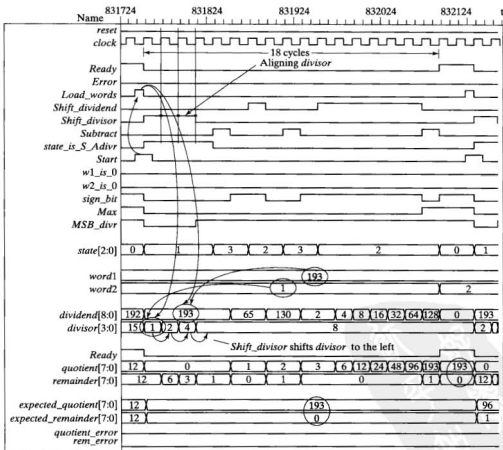 Name 831724 831824 831924 832024 832124 t
reset
clock
18 cycles
Aligning divisor
Ready
Error
Load_words
Shift_dividend
Shift_divisor
Subtract
state_is_S_Adivr
Start
w1_is_0
w2_is_0
sign_bit
Max
MSB_divr
state[2:0] 0 1 3 2 3 2 0 1
word1 193
word2 1 2
dividend[8:0] 192 193 65 130 2 4 8 16 32 64 128 0 193
divisor[3:0] 15 1 2 4 8 2
Shift_divisor shifts divisor to the left
Ready
quotient[7:0] 12 0 1 2 3 6 12 24 48 96 193 193 0
remainder[7:0] 12 6 3 1 0 1 0 1 0 12
expected_quotient[7:0] 12 193 96
expected_remainder[7:0] 12 0 1
quotient_error
rem_error